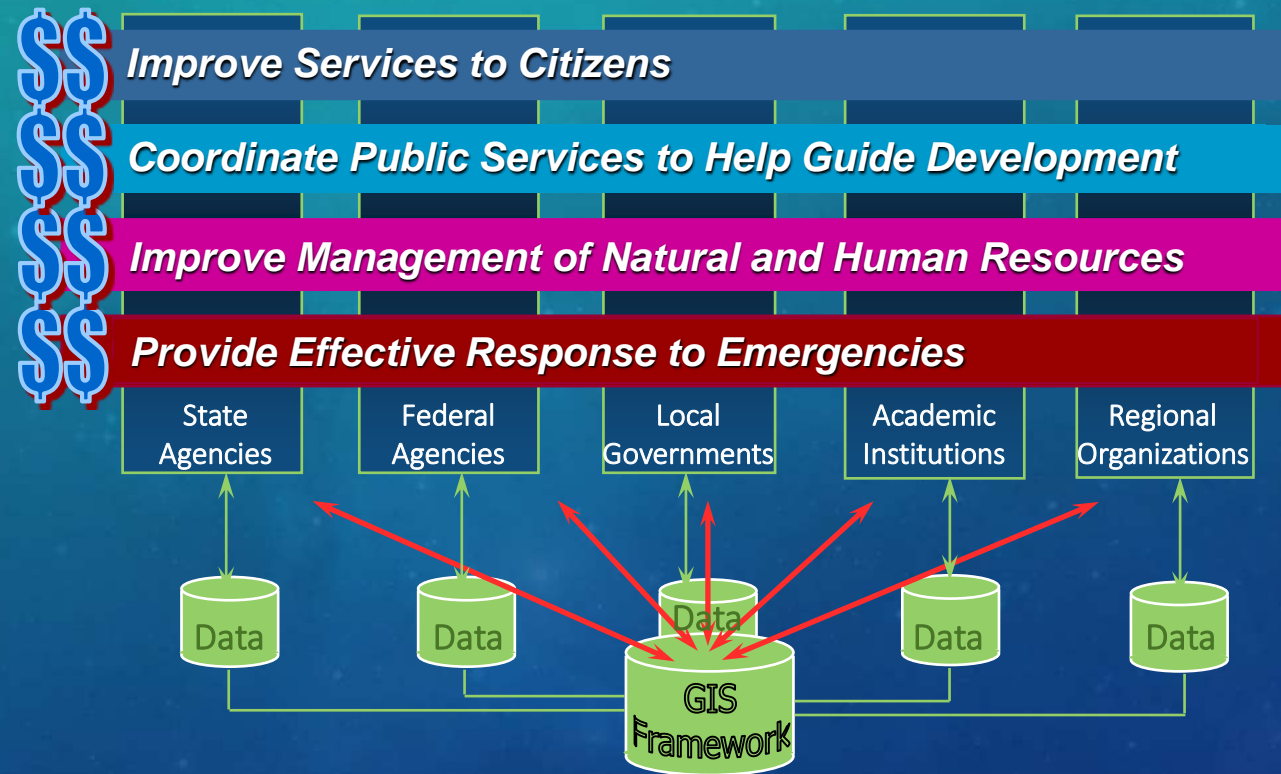 $$ Improve Services to Citizens
$$ Coordinate Public Services to Help Guide Development
$$ Improve Management of Natural and Human Resources
$$ Provide Effective Response to Emergencies
State
Agencies
Federal
Agencies
Local
Governments
Academic
Institutions
Regional
Organizations
Data
Data
Data
Data
Data
GIS
Framework